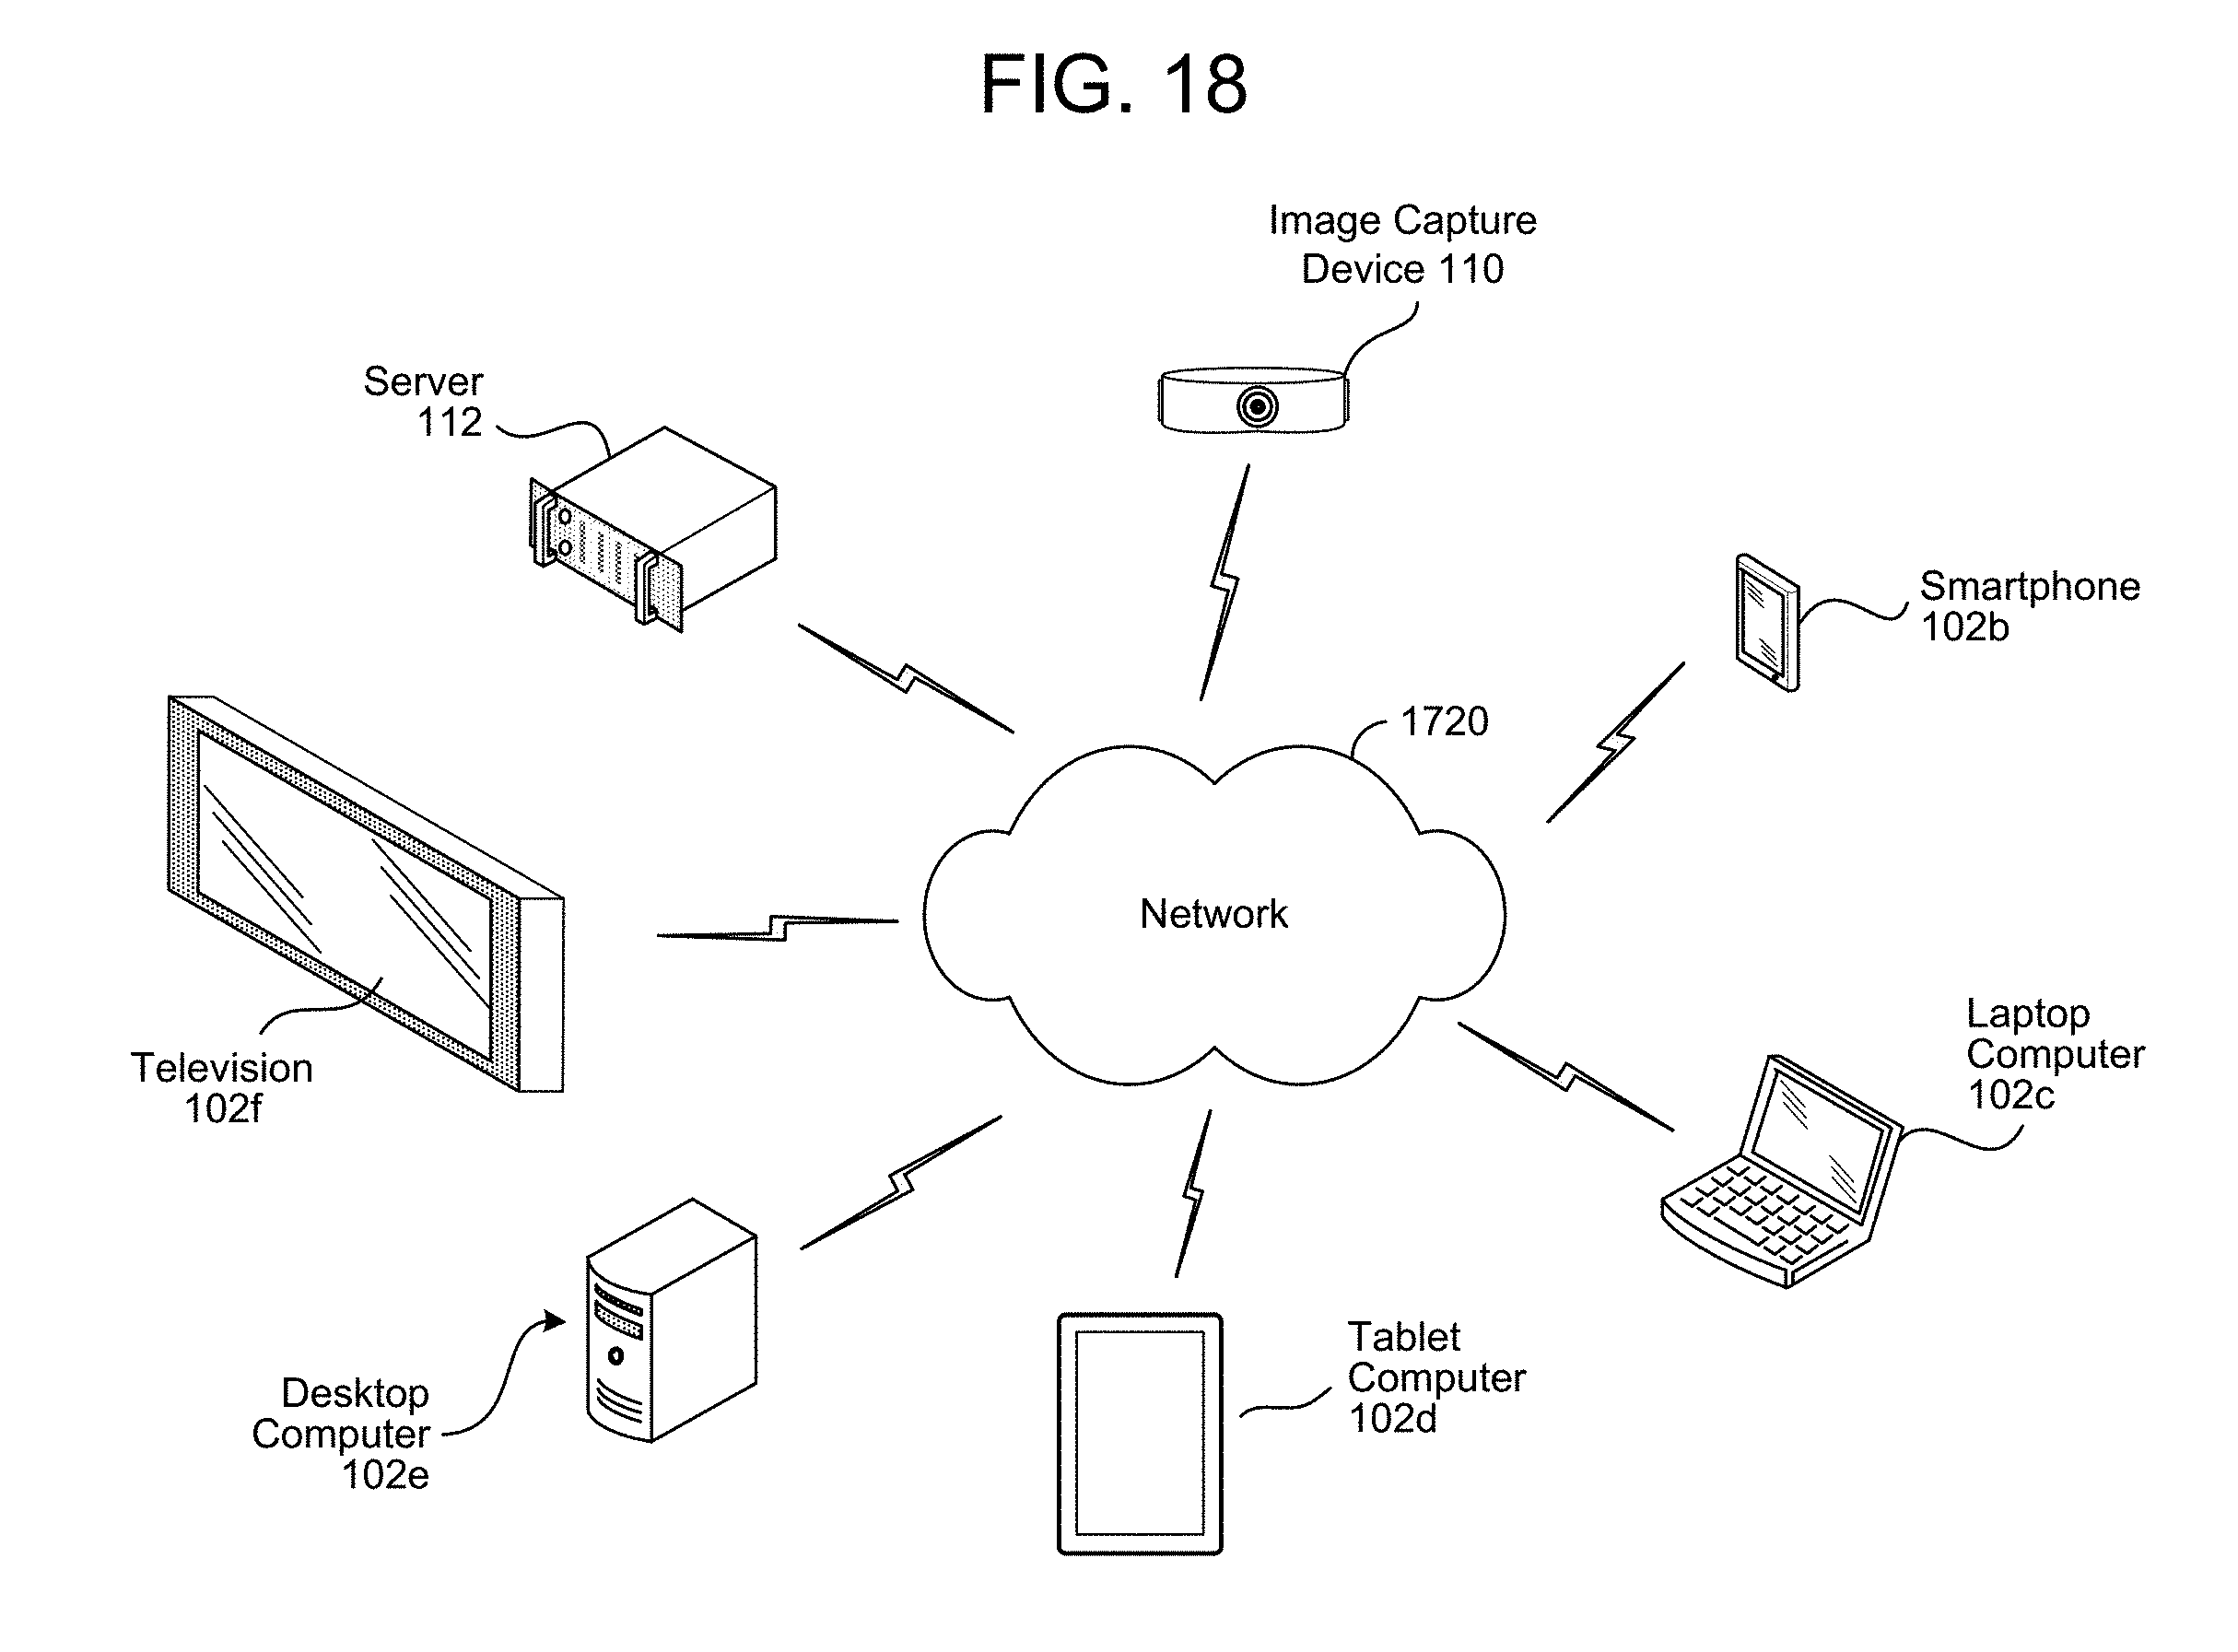 FIG. 18
Image Capture
Device 110
Server
112
Smartphone
102b
1720
Network
Laptop
Computer
102c
Television
102f
Tablet
Computer
102d
Desktop
Computer
102e